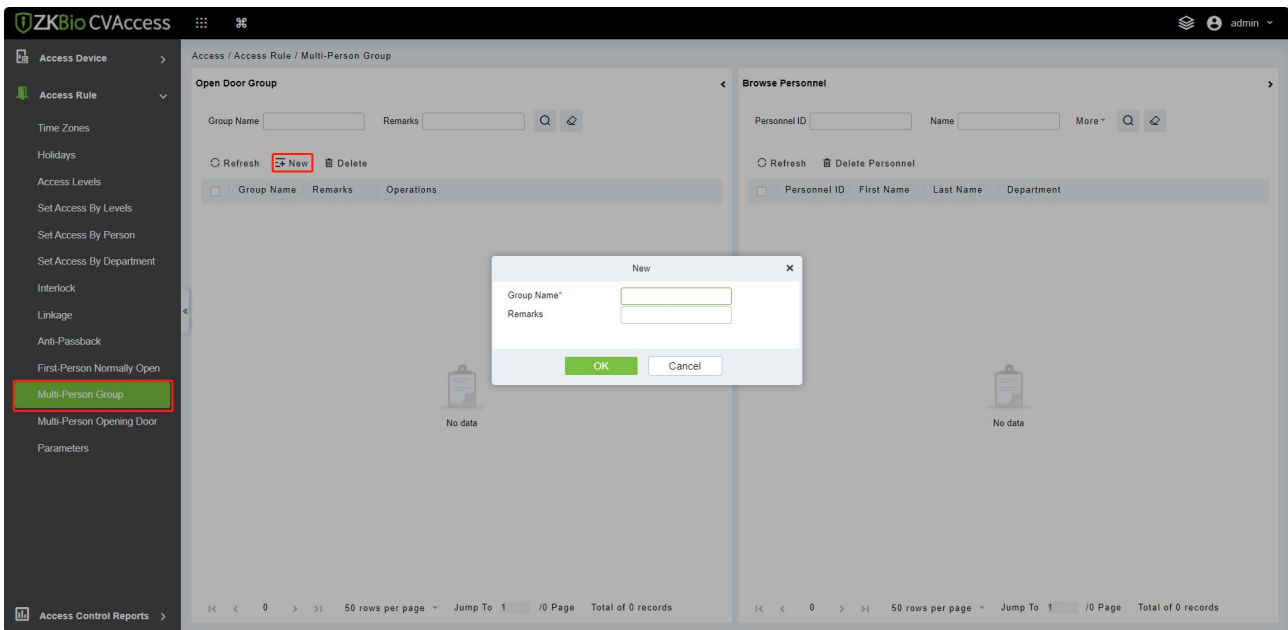 ZKBio CVAccess
admin
Access Device
Access Rule
Time Zones
Holidays
Access Levels
Set Access By Levels
Set Access By Person
Set Access By Department
Interlock
Linkage
Anti-Passback
First-Person Normally Open
Multi-Person Group
Multi-Person Opening Door
Parameters
Access Control Reports
Access / Access Rule / Multi-Person Group
Open Door Group
Group Name Remarks
Refresh New Delete
Group Name Remarks Operations
No data
0 50 rows per page Jump To 1 /0 Page Total of 0 records
Browse Personnel
Personnel ID Name More
Refresh Delete Personnel
Personnel ID First Name Last Name Department
No data
0 50 rows per page Jump To 1 /0 Page Total of 0 records
New
Group Name*
Remarks
OK Cancel